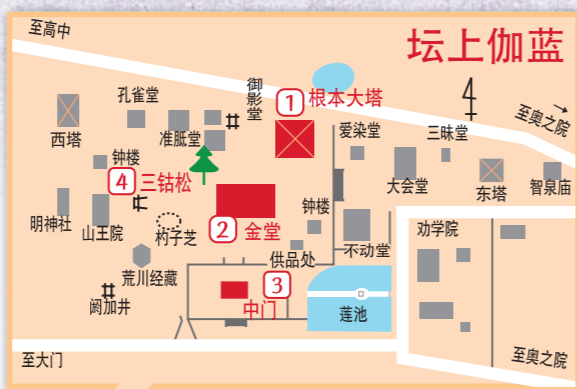 坛上伽蓝
至高中
孔雀堂
御影堂
1
根本大塔
至奥之院
西塔
准胝堂
爱染堂
三昧堂
钟楼
4
三钴松
大会堂
东塔
智泉庙
明神社
山王院
杓子芝
2
金堂
钟楼
不动堂
劝学院
供品处
荒川经藏
3
中门
阏加井
莲池
至大门
至奥之院